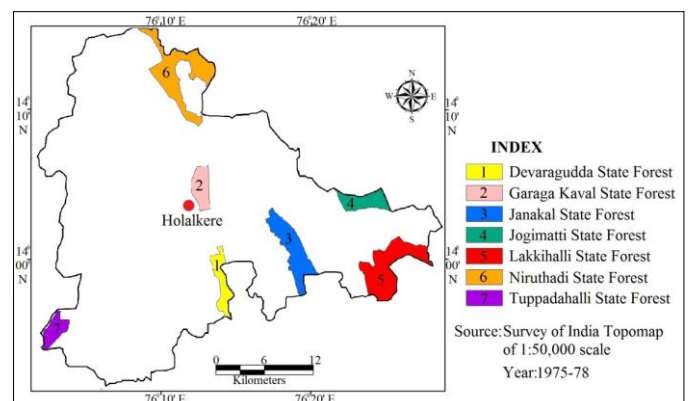 76° 10' E
76° 20' E
N
W
E
S
14° 10' N
14° 10' N
6
INDEX
1 Devaragudda State Forest
2 Garaga Kaval State Forest
3 Janakal State Forest
4 Jogimatti State Forest
5 Lakkihalli State Forest
6 Niruthadi State Forest
7 Tuppadahalli State Forest
2
4
Holalkere
3
14° 00' N
14° 00' N
1
5
7
Source:Survey of India Topomap
of 1:50,000 scale
Year:1975-78
0 6 12
Kilometers
76° 10' E
76° 20' E